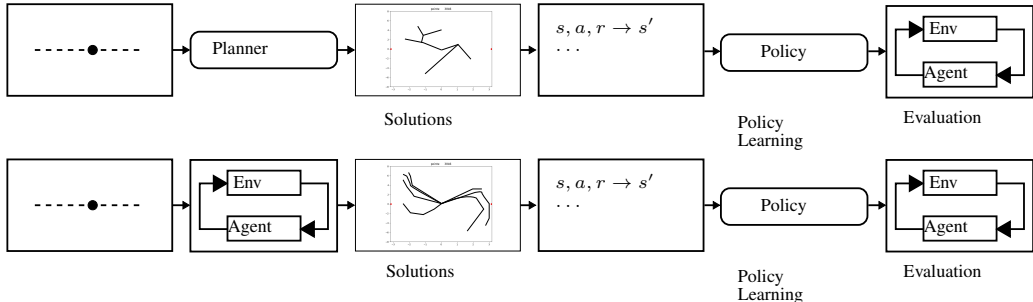 Planner
s, a, r → s′
. . .
Policy
Env
Agent
Solutions
Policy
Learning
Evaluation
Env
Agent
s, a, r → s′
. . .
Policy
Env
Agent
Solutions
Policy
Learning
Evaluation